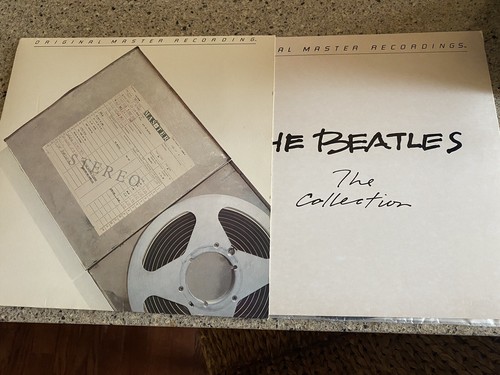 ORIGINAL MASTER RECORDING
STEREO
AL MASTER RECORDINGS
HE BEATLES
The
Collection